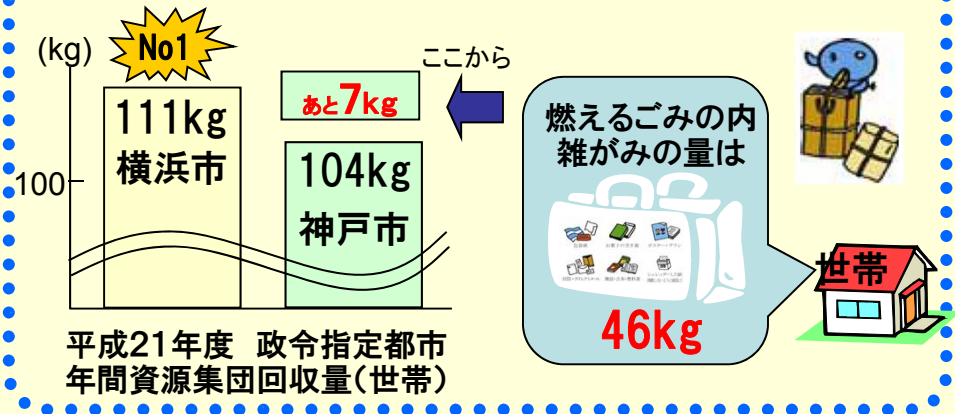 (kg)
No1
ここから
111kg
横浜市
あと7kg
104kg
神戸市
100
燃えるごみの内
雑がみの量は
46kg
世帯
平成21年度 政令指定都市
年間資源集団回収量(世帯)